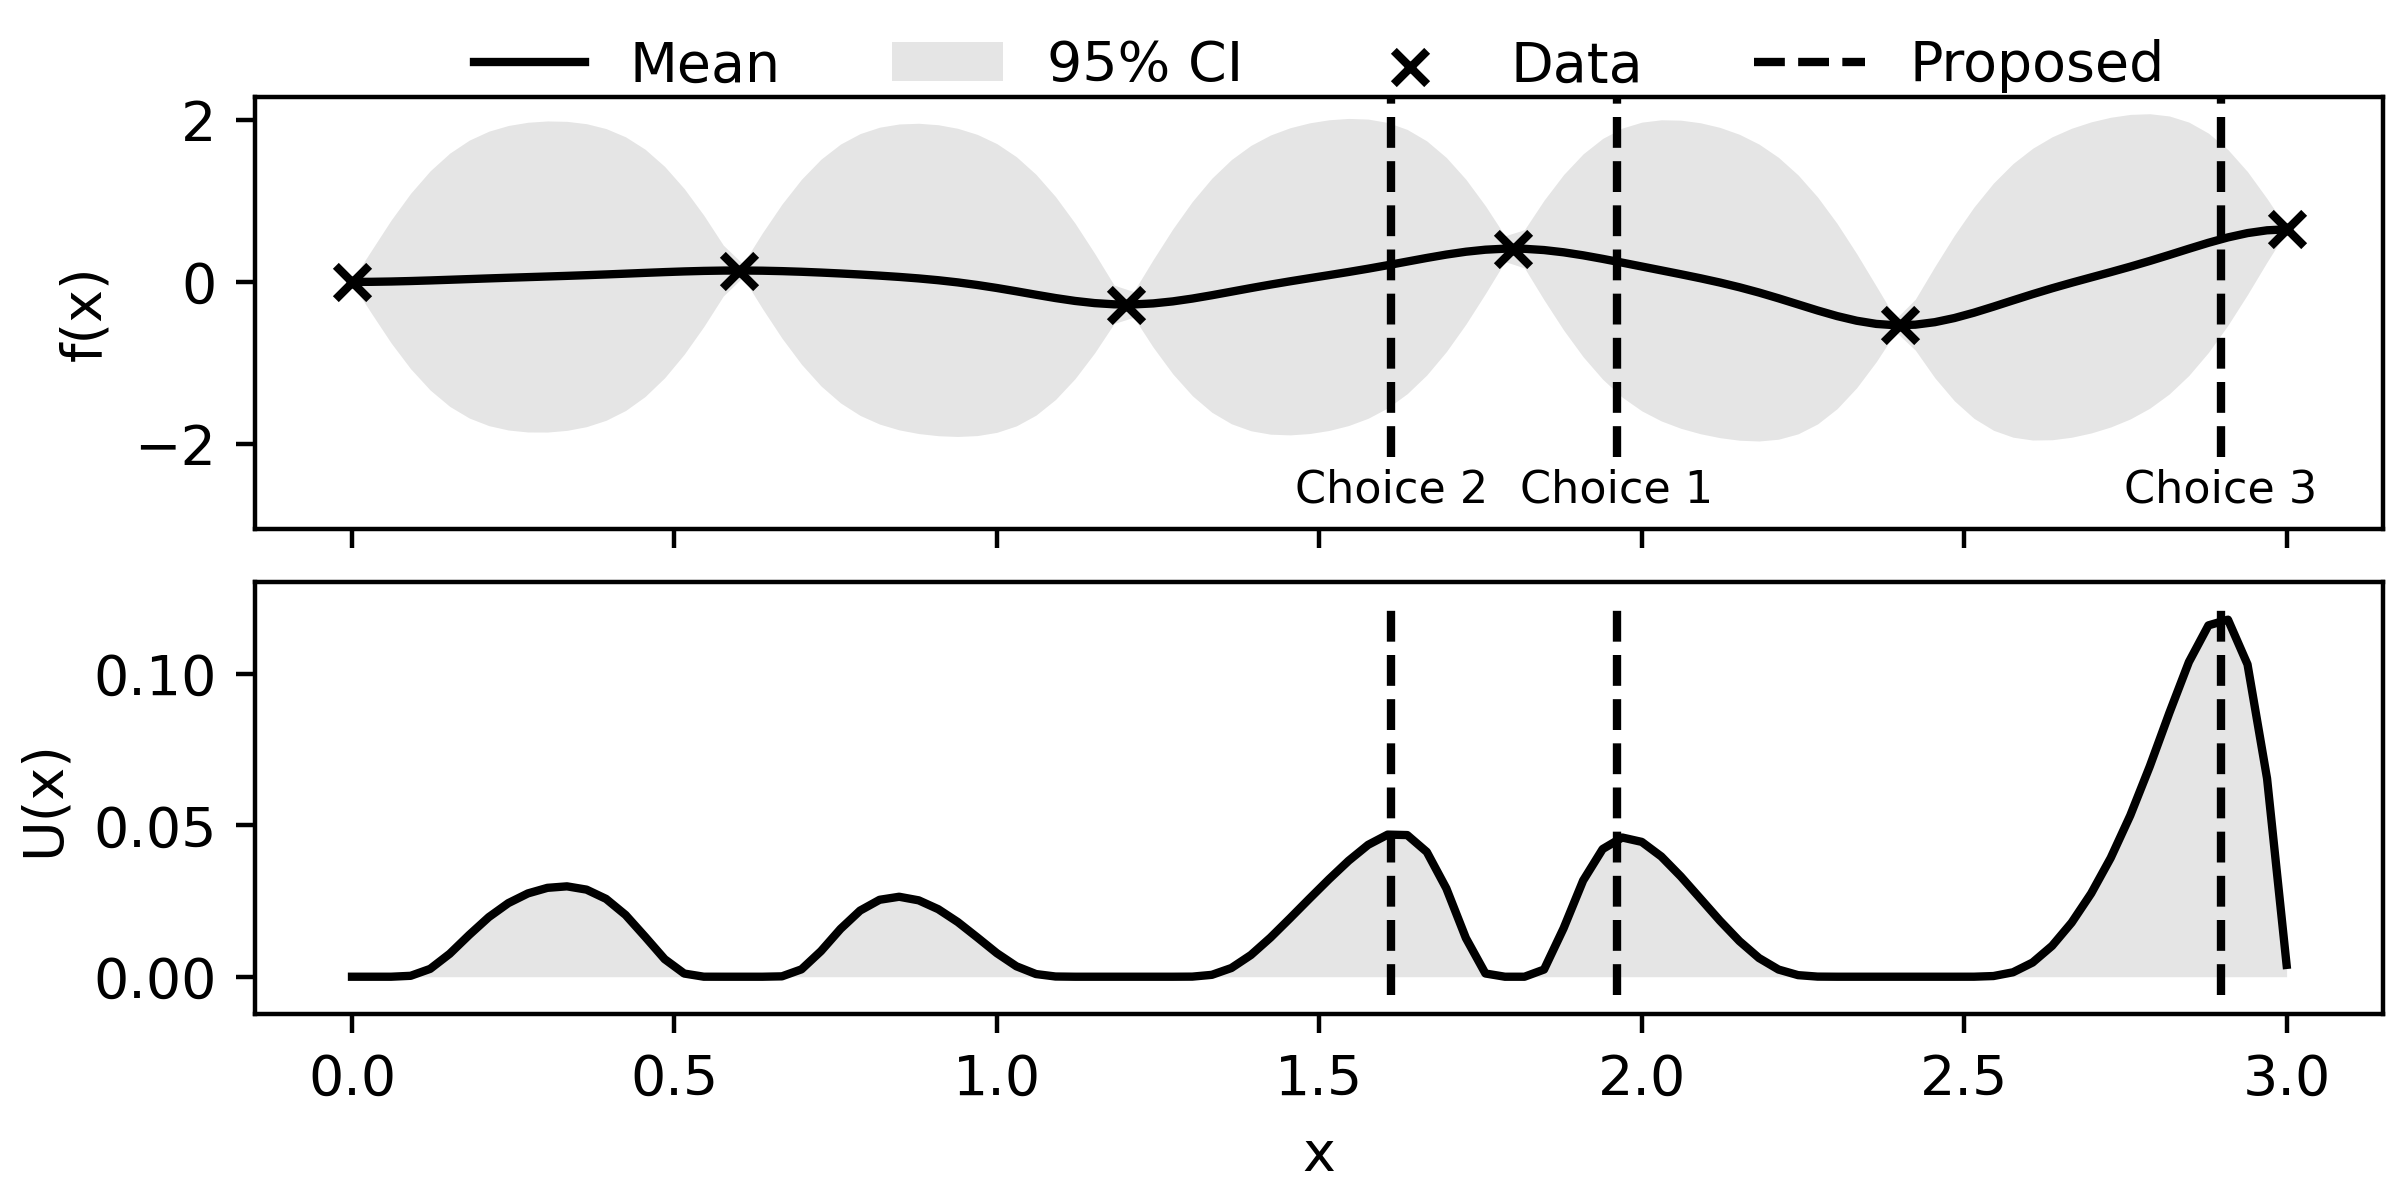 Mean 95% CI Data Proposed
2
0
−2
f(x)
Choice 2 Choice 1 Choice 3
0.10
0.05
0.00
U(x)
0.0 0.5 1.0 1.5 2.0 2.5 3.0
x